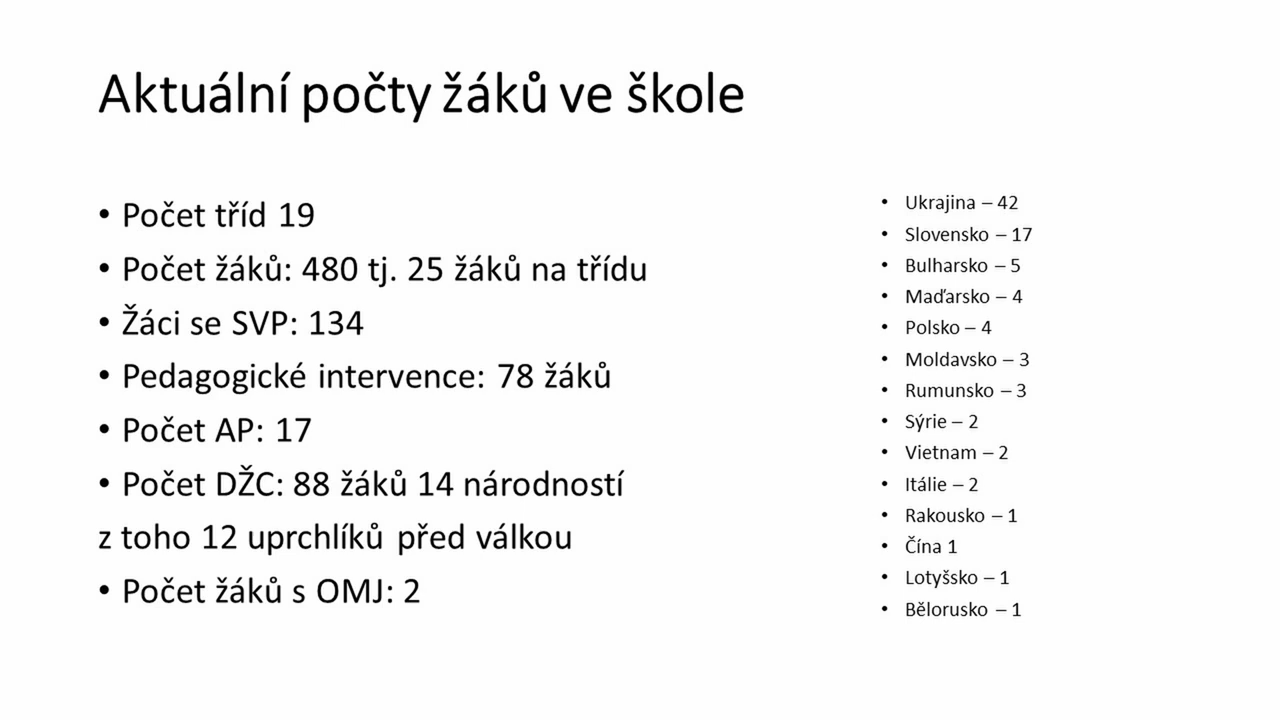 Aktuální počty žáků ve škole
• Počet tříd 19
• Počet žáků: 480 tj. 25 žáků na třídu
• Žáci se SVP: 134
• Pedagogické intervence: 78 žáků
• Počet AP: 17
• Počet DŽC: 88 žáků 14 národností
z toho 12 uprchlíků před válkou
• Počet žáků s OMJ: 2
• Ukrajina – 42
• Slovensko – 17
• Bulharsko – 5
• Maďarsko – 4
• Polsko – 4
• Moldavsko – 3
• Rumunsko – 3
• Sýrie – 2
• Vietnam – 2
• Itálie – 2
• Rakousko – 1
• Čína 1
• Lotyšsko – 1
• Bělorusko – 1